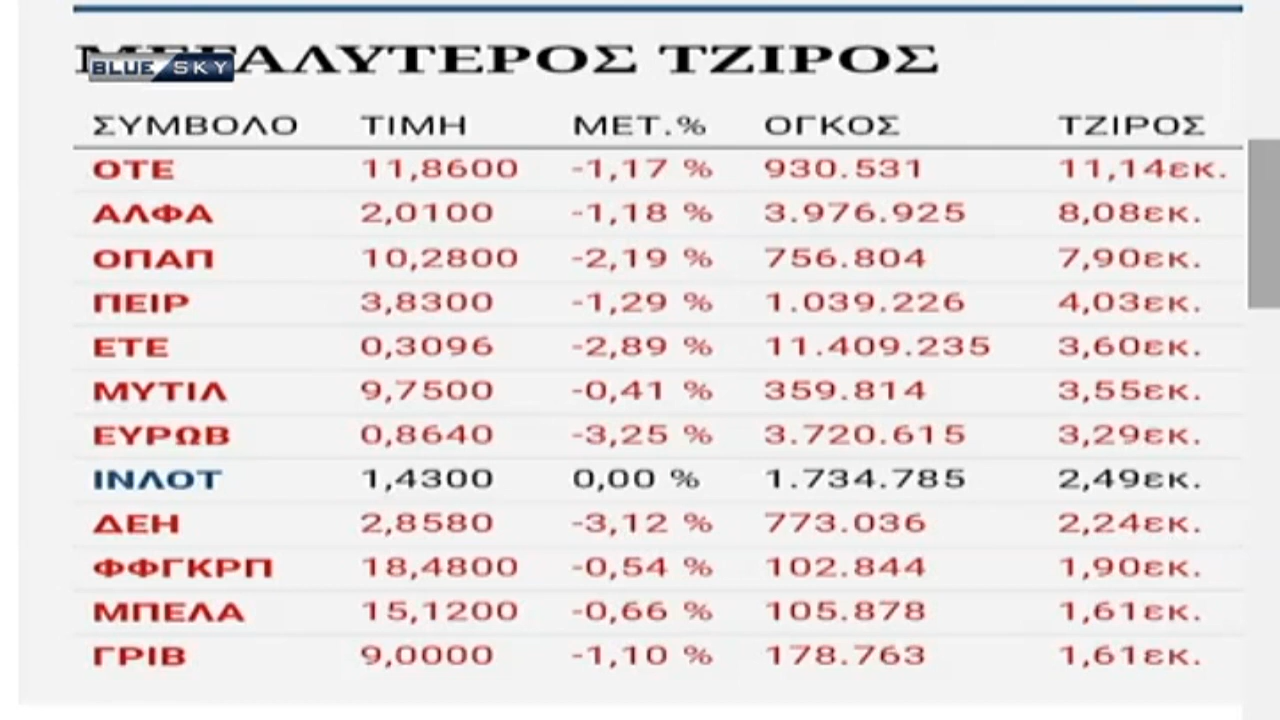 ΜΕΓΑΛΥΤΕΡΟΣ ΤΖΙΡΟΣ
BLUE SKY
ΣΥΜΒΟΛΟ ΤΙΜΗ ΜΕΤ.% ΟΓΚΟΣ ΤΖΙΡΟΣ
ΟΤΕ 11,8600 -1,17 % 930.531 11,14εκ.
ΑΛΦΑ 2,0100 -1,18 % 3.976.925 8,08εκ.
ΟΠΑΠ 10,2800 -2,19 % 756.804 7,90εκ.
ΠΕΙΡ 3,8300 -1,29 % 1.039.226 4,03εκ.
ΕΤΕ 0,3096 -2,89 % 11.409.235 3,60εκ.
ΜΥΤΙΛ 9,7500 -0,41 % 359.814 3,55εκ.
ΕΥΡΩΒ 0,8640 -3,25 % 3.720.615 3,29εκ.
ΙΝΛΟΤ 1,4300 0,00 % 1.734.785 2,49εκ.
ΔΕΗ 2,8580 -3,12 % 773.036 2,24εκ.
ΦΦΓΚΡΠ 18,4800 -0,54 % 102.844 1,90εκ.
ΜΠΕΛΑ 15,1200 -0,66 % 105.878 1,61εκ.
ΓΡΙΒ 9,0000 -1,10 % 178.763 1,61εκ.